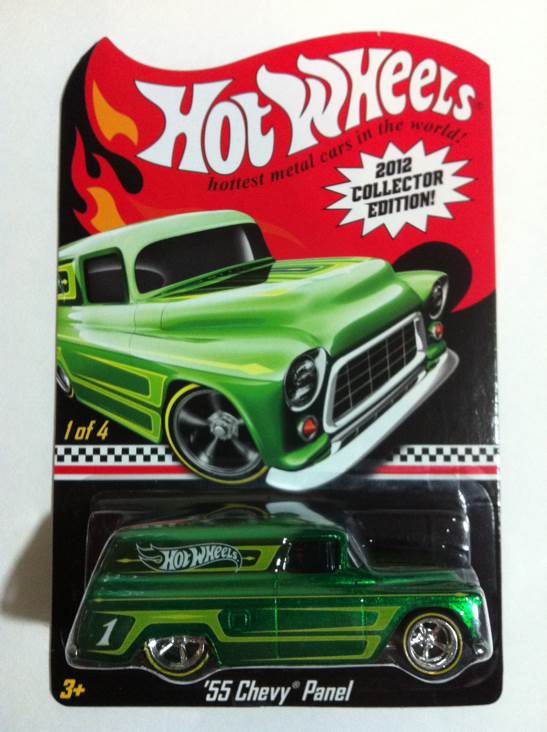 HOT WHEELS®
hottest metal cars in the world!
2012
COLLECTOR
EDITION!
1 of 4
HOT WHEELS
1
3+
'55 Chevy® Panel